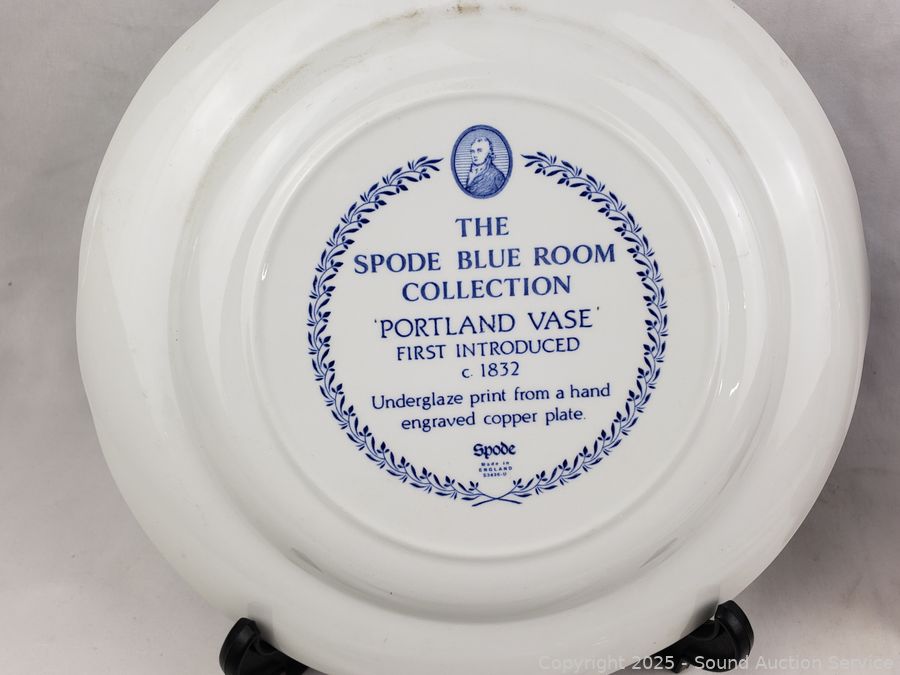 THE
SPODE BLUE ROOM
COLLECTION
'PORTLAND VASE'
FIRST INTRODUCED
c. 1832
Underglaze print from a hand
engraved copper plate.
Spode
Made in
ENGLAND
S3436-U
Copyright 2025 - Sound Auction Service